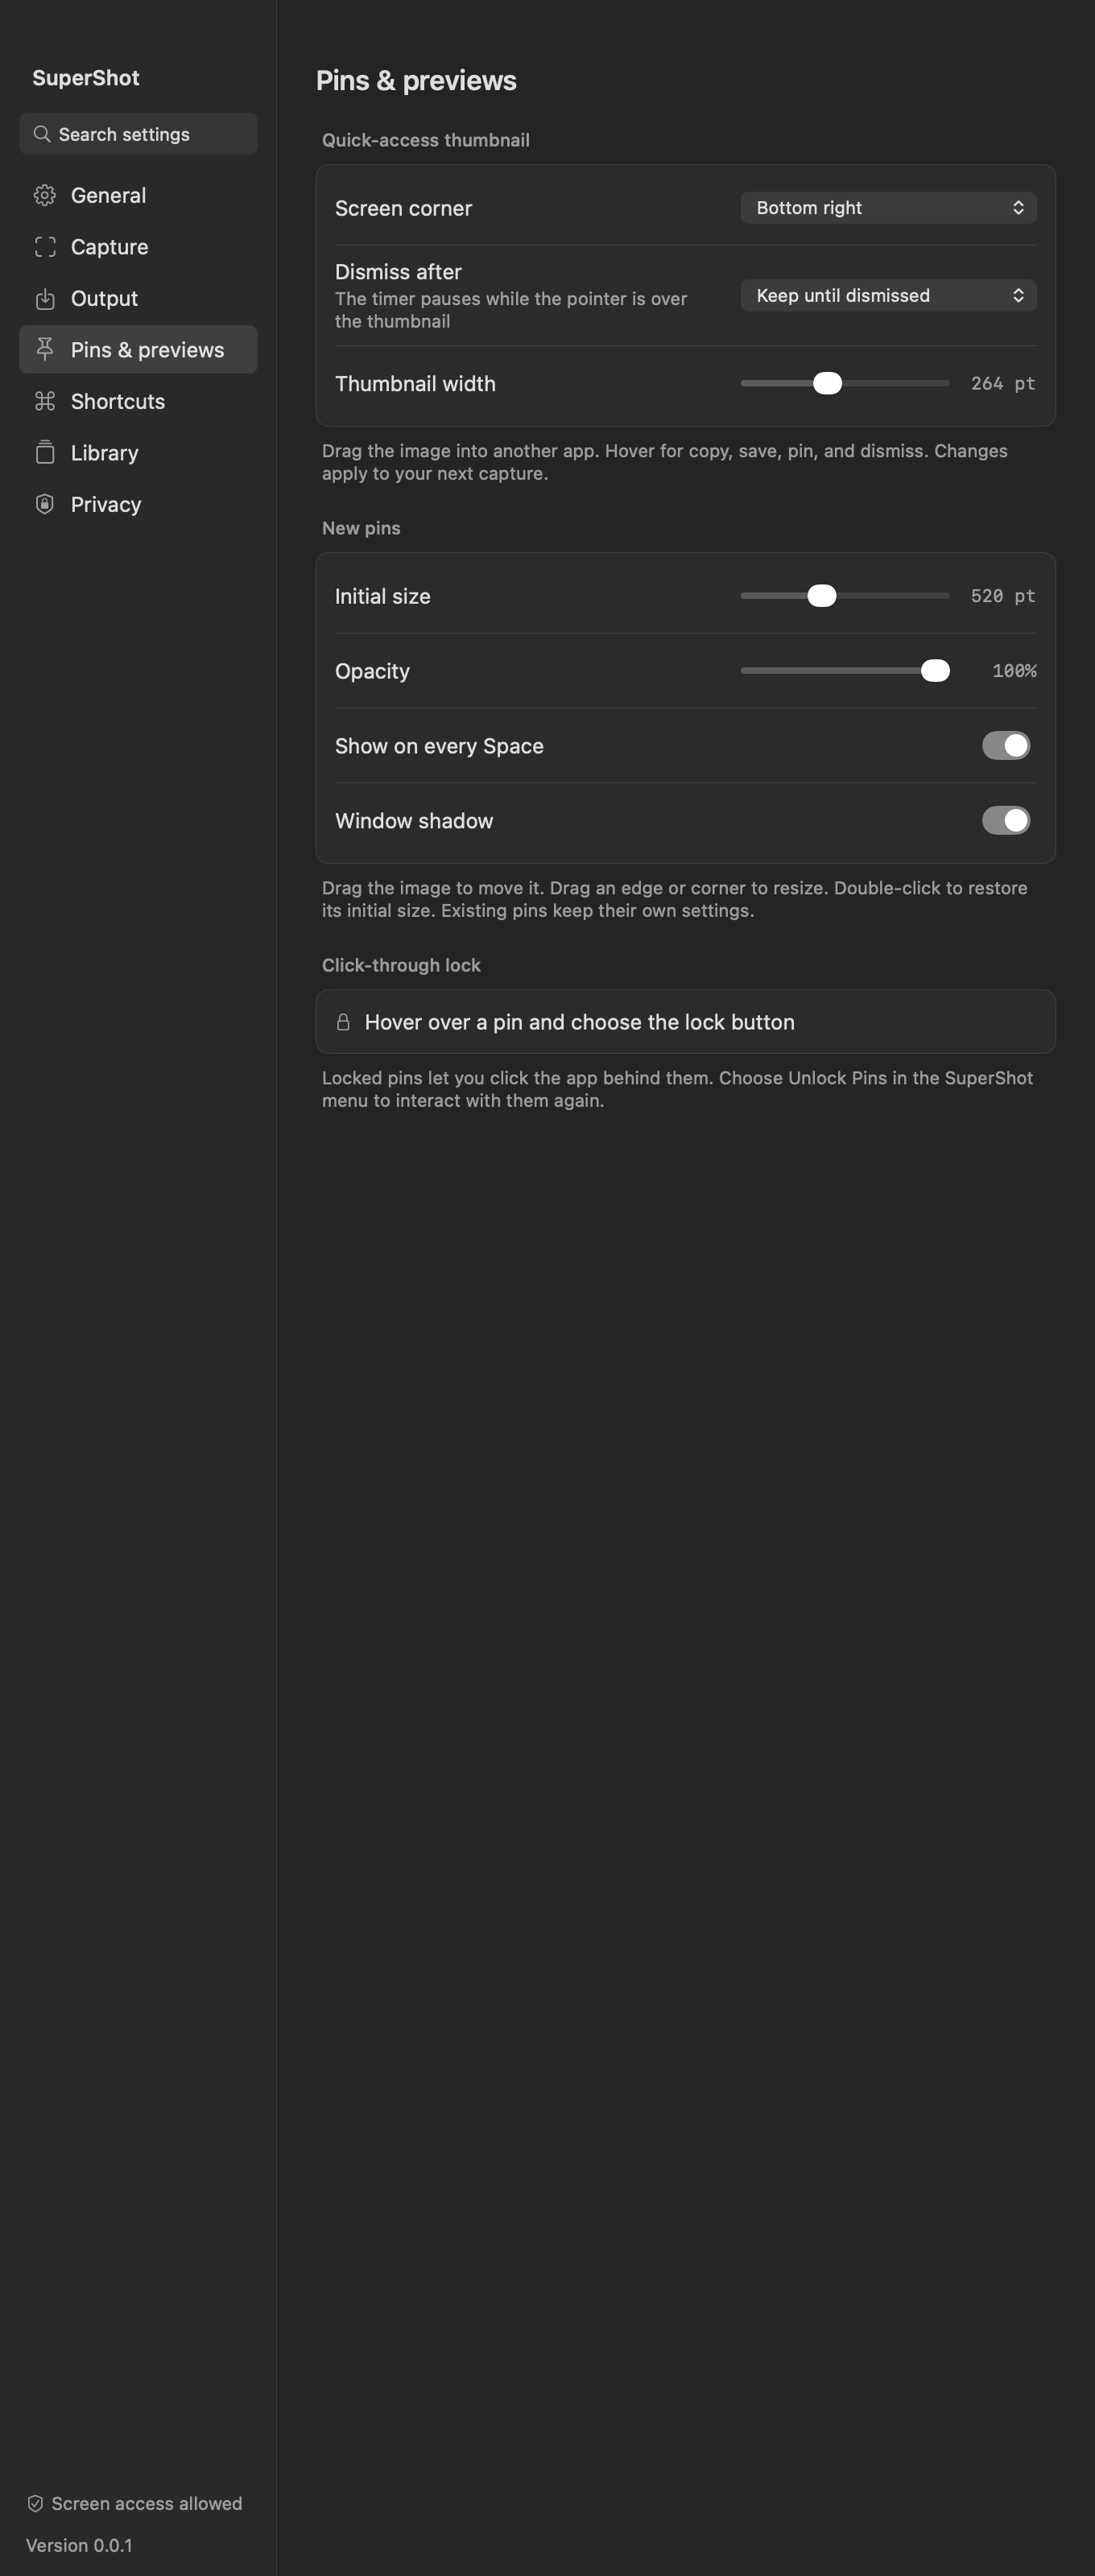 SuperShot
Search settings
General
Capture
Output
Pins & previews
Shortcuts
Library
Privacy
Screen access allowed
Version 0.0.1
Pins & previews
Quick-access thumbnail
Screen corner
Bottom right
Dismiss after
The timer pauses while the pointer is over
the thumbnail
Keep until dismissed
Thumbnail width
264 pt
Drag the image into another app. Hover for copy, save, pin, and dismiss. Changes
apply to your next capture.
New pins
Initial size
520 pt
Opacity
100%
Show on every Space
Window shadow
Drag the image to move it. Drag an edge or corner to resize. Double-click to restore
its initial size. Existing pins keep their own settings.
Click-through lock
Hover over a pin and choose the lock button
Locked pins let you click the app behind them. Choose Unlock Pins in the SuperShot
menu to interact with them again.